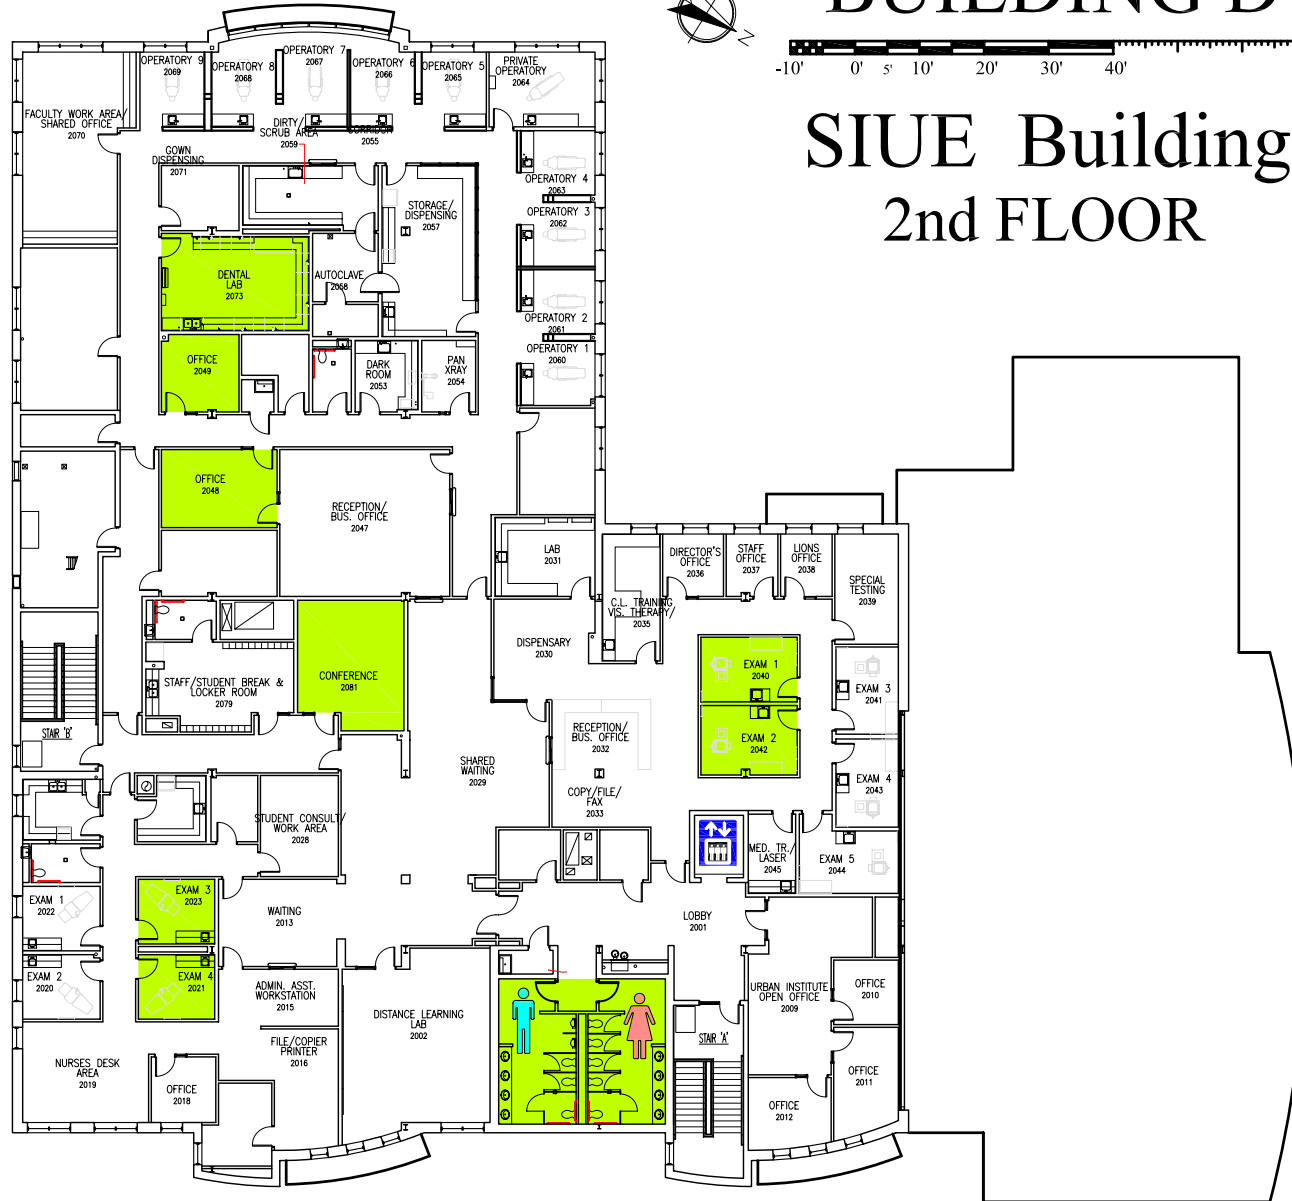 BUILDING D
N
-10' 0' 5' 10' 20' 30' 40'
SIUE Building
2nd FLOOR
OPERATORY 9
2069
OPERATORY 8
2068
OPERATORY 7
2067
OPERATORY 6
2066
OPERATORY 5
2065
PRIVATE
OPERATORY
2064
FACULTY WORK AREA/
SHARED OFFICE
2070
DIRTY/
SCRUB AREA
2059
CORRIDOR
2055
GOWN
DISPENSING
2071
OPERATORY 4
2063
STORAGE/
DISPENSING
2057
OPERATORY 3
2062
DENTAL
LAB
2073
AUTOCLAVE
2058
OPERATORY 2
2061
OPERATORY 1
2060
OFFICE
2049
DARK
ROOM
2053
PAN
XRAY
2054
OFFICE
2048
RECEPTION/
BUS. OFFICE
2047
LAB
2031
DIRECTOR'S
OFFICE
2036
STAFF
OFFICE
2037
LIONS
OFFICE
2038
SPECIAL
TESTING
2039
C.L. TRAINING
VIS. THERAPY/
2035
DISPENSARY
2030
EXAM 1
2040
EXAM 3
2041
STAFF/STUDENT BREAK &
LOCKER ROOM
2079
CONFERENCE
2081
STAIR 'B'
RECEPTION/
BUS. OFFICE
2032
EXAM 2
2042
SHARED
WAITING
2029
COPY/FILE/
FAX
2033
EXAM 4
2043
STUDENT CONSULT/
WORK AREA
2028
MED. TR./
LASER
2045
EXAM 5
2044
EXAM 1
2022
EXAM 3
2023
WAITING
2013
LOBBY
2001
EXAM 2
2020
EXAM 4
2021
ADMIN. ASST.
WORKSTATION
2015
DISTANCE LEARNING
LAB
2002
URBAN INSTITUTE
OPEN OFFICE
2009
OFFICE
2010
FILE/COPIER
PRINTER
2016
STAIR 'A'
NURSES DESK
AREA
2019
OFFICE
2018
OFFICE
2011
OFFICE
2012